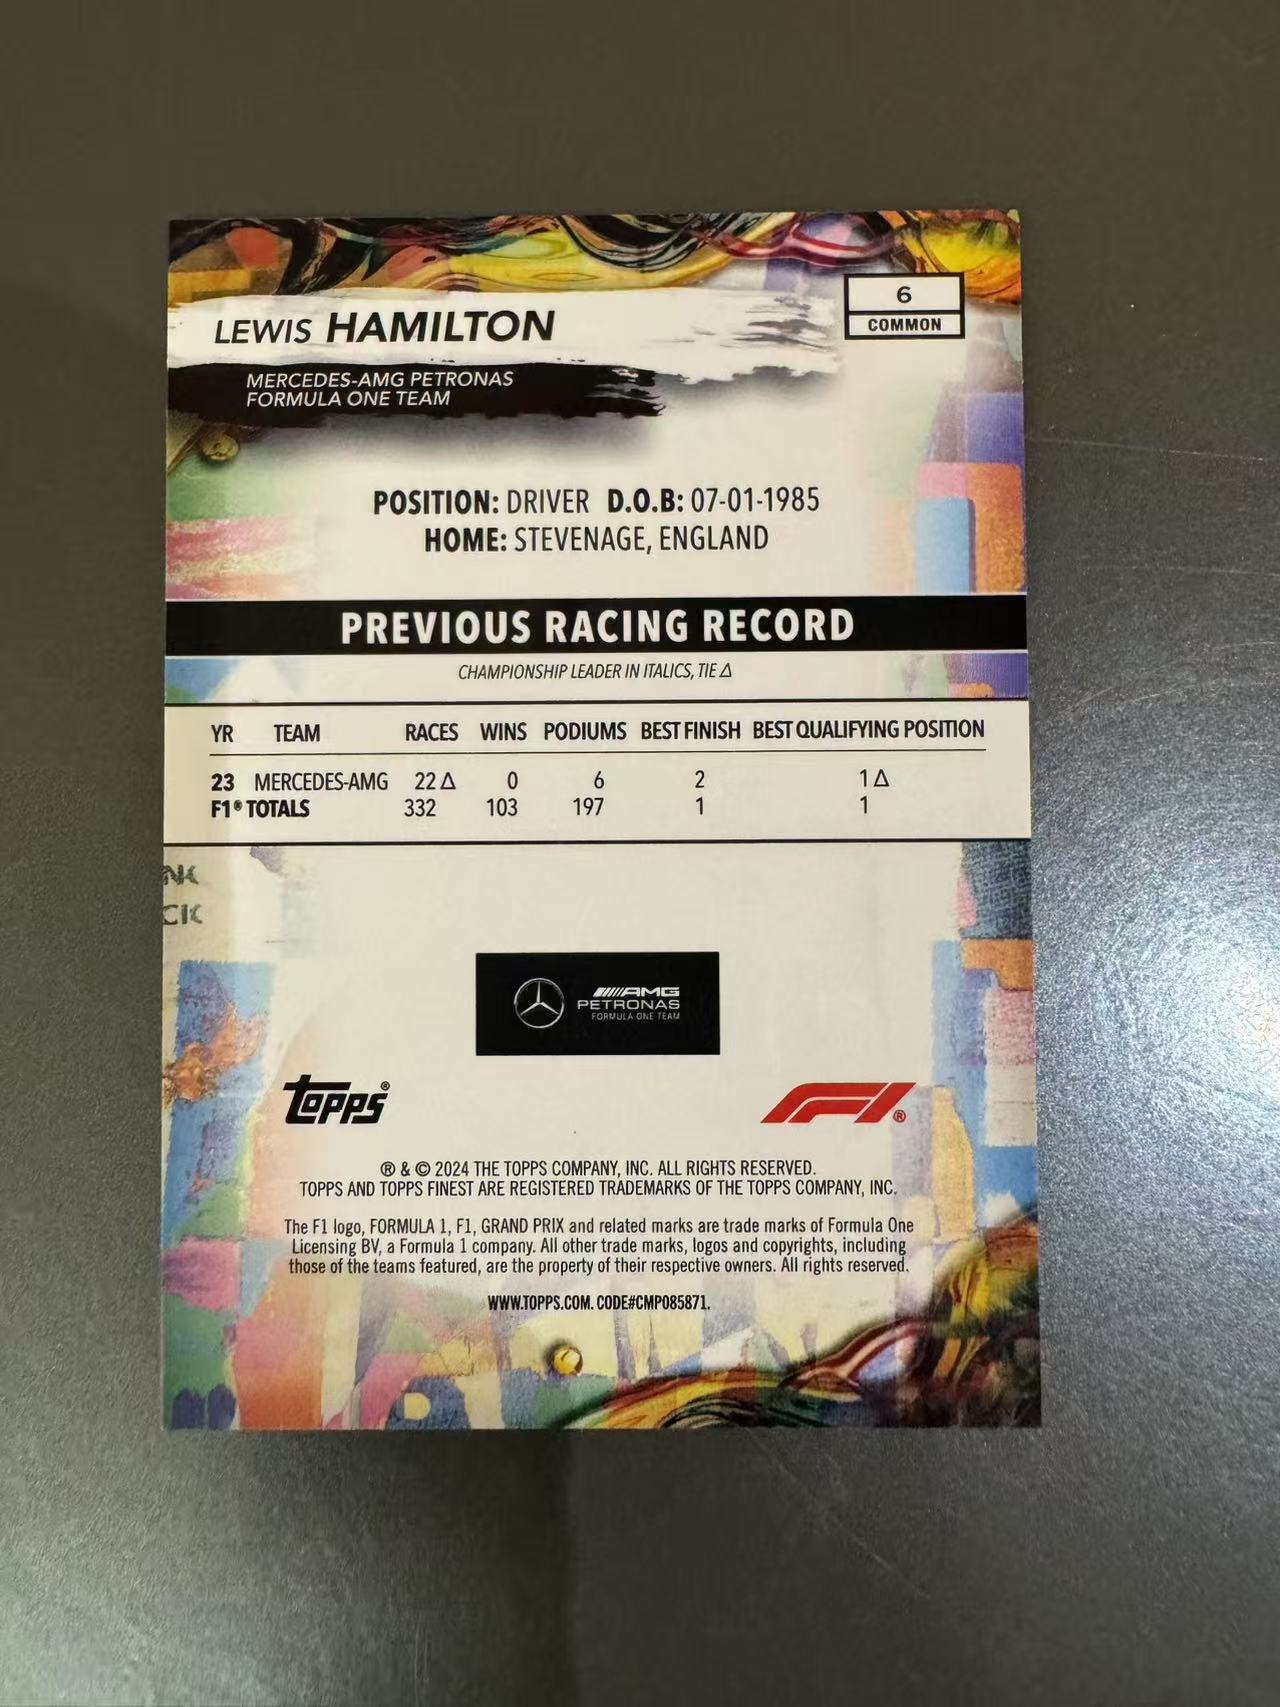 LEWIS HAMILTON
6
COMMON
MERCEDES-AMG PETRONAS
FORMULA ONE TEAM
POSITION: DRIVER D.O.B: 07-01-1985
HOME: STEVENAGE, ENGLAND
PREVIOUS RACING RECORD
CHAMPIONSHIP LEADER IN ITALICS, TIE Δ
YR TEAM RACES WINS PODIUMS BEST FINISH BEST QUALIFYING POSITION
23 MERCEDES-AMG 22 Δ 0 6 2 1 Δ
F1® TOTALS 332 103 197 1 1
NK
CK
AMG
PETRONAS
FORMULA ONE TEAM
topps®
F1®
® & © 2024 THE TOPPS COMPANY, INC. ALL RIGHTS RESERVED.
TOPPS AND TOPPS FINEST ARE REGISTERED TRADEMARKS OF THE TOPPS COMPANY, INC.
The F1 logo, FORMULA 1, F1, GRAND PRIX and related marks are trade marks of Formula One
Licensing BV, a Formula 1 company. All other trade marks, logos and copyrights, including
those of the teams featured, are the property of their respective owners. All rights reserved.
WWW.TOPPS.COM. CODE#CMP085871.